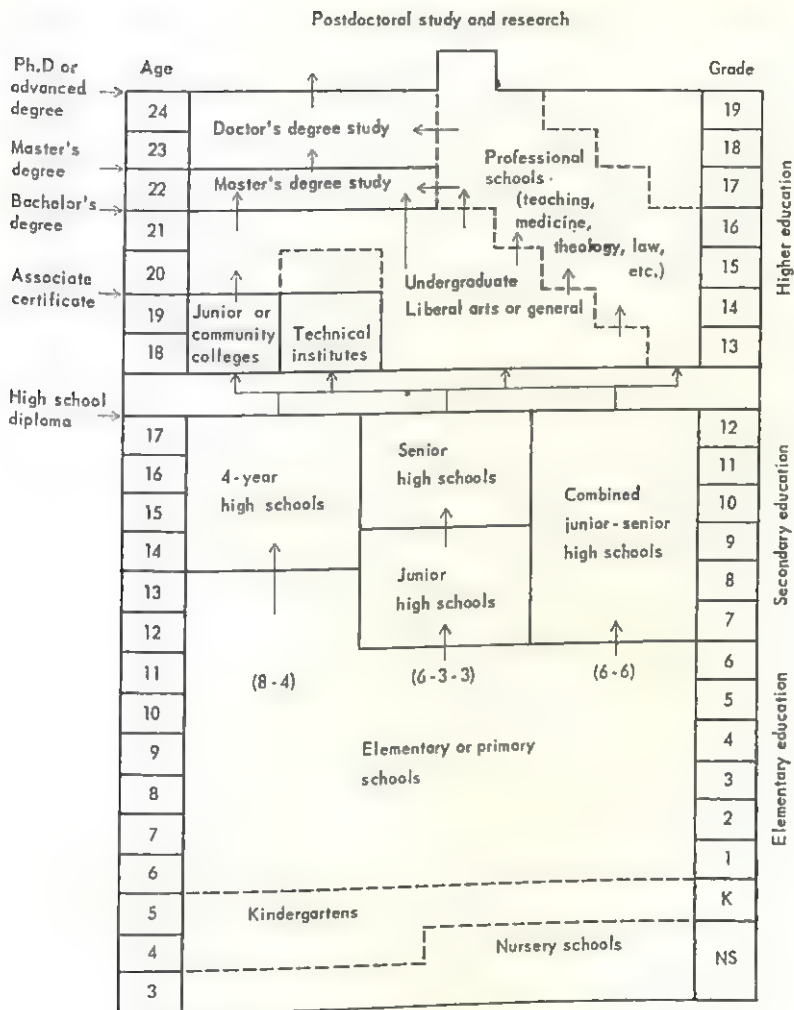 Postdoctoral study and research
Ph.D or
advanced
degree
Master's
degree
Bachelor's
degree
Associate
certificate
High school
diploma
Age
24
23
22
21
20
19
18
17
16
15
14
13
12
11
10
9
8
7
6
5
4
3
Doctor's degree study
Master's degree study
Professional
schools
(teaching,
medicine,
theology, law,
etc.)
Undergraduate
Liberal arts or general
Junior or
community
colleges
Technical
institutes
4-year
high schools
Senior
high schools
Junior
high schools
Combined
junior-senior
high schools
(8-4)
(6-3-3)
(6-6)
Elementary or primary
schools
Kindergartens
Nursery schools
Grade
19
18
17
16
15
14
13
12
11
10
9
8
7
6
5
4
3
2
1
K
NS
Higher education
Secondary education
Elementary education